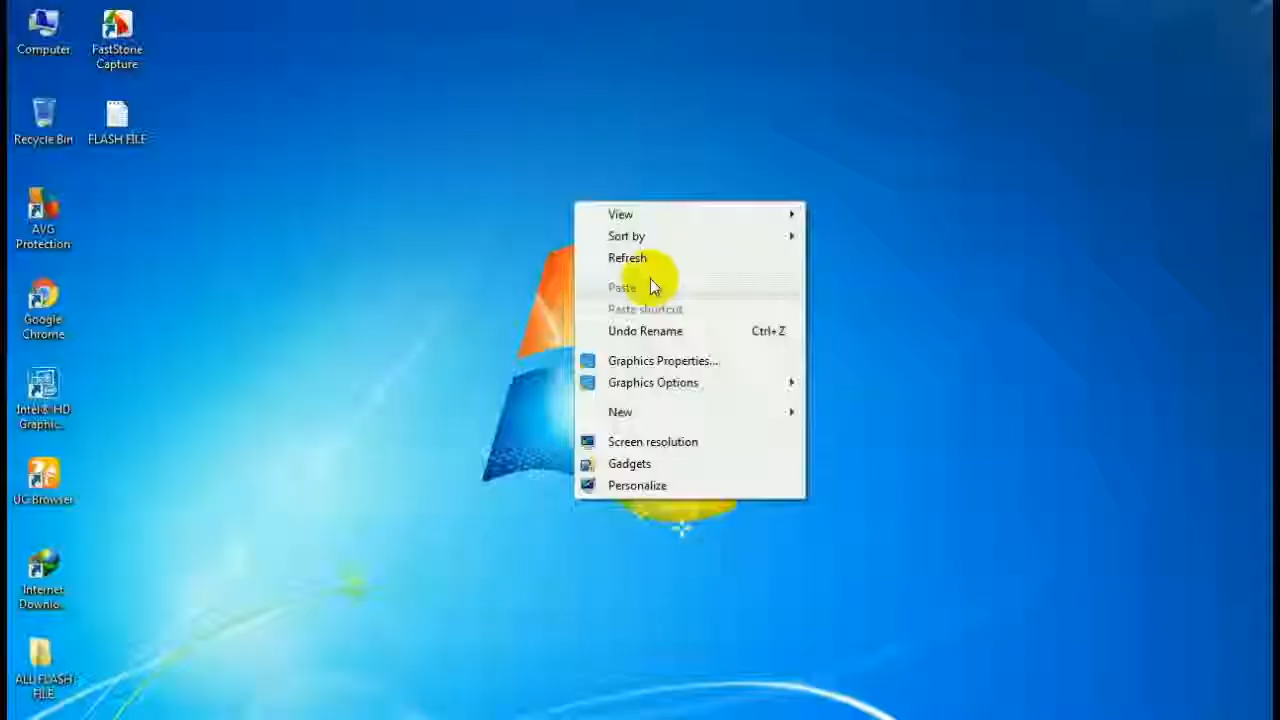 Computer
FastStone
Capture
Recycle Bin
FLASH FILE
AVG
Protection
Google
Chrome
Intel® HD
Graphic...
UC Browser
Internet
Downlo...
ALL FLASH
FILE
View
Sort by
Refresh
Paste
Paste shortcut
Undo Rename Ctrl+Z
Graphics Properties...
Graphics Options
New
Screen resolution
Gadgets
Personalize